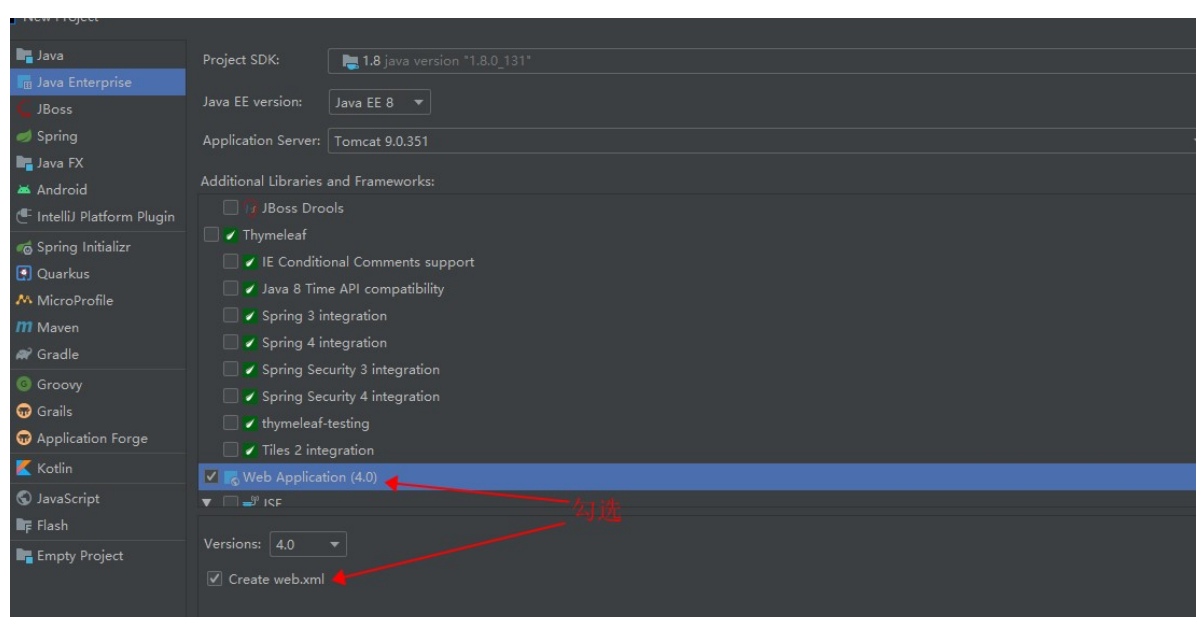 New Project
Java
Java Enterprise
JBoss
Spring
Java FX
Android
IntelliJ Platform Plugin
Spring Initializr
Quarkus
MicroProfile
Maven
Gradle
Groovy
Grails
Application Forge
Kotlin
JavaScript
Flash
Empty Project
Project SDK: 1.8 java version "1.8.0_131"
Java EE version: Java EE 8
Application Server: Tomcat 9.0.351
Additional Libraries and Frameworks:
JBoss Drools
Thymeleaf
IE Conditional Comments support
Java 8 Time API compatibility
Spring 3 integration
Spring 4 integration
Spring Security 3 integration
Spring Security 4 integration
thymeleaf-testing
Tiles 2 integration
Web Application (4.0)
勾选
Versions: 4.0
Create web.xml